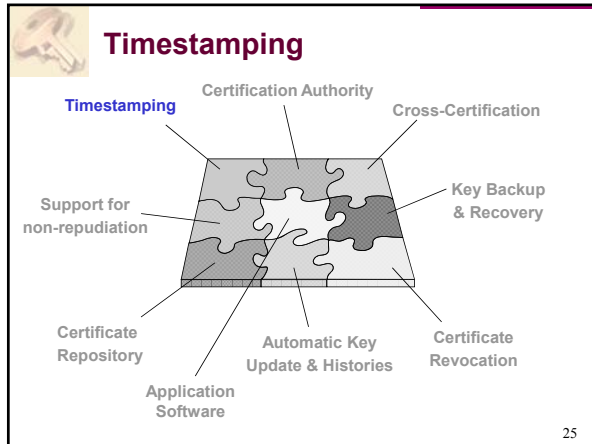 Timestamping
Certification Authority
Timestamping
Cross-Certification
Key Backup
& Recovery
Support for
non-repudiation
Certificate
Repository
Automatic Key
Update & Histories
Certificate
Revocation
Application
Software
25